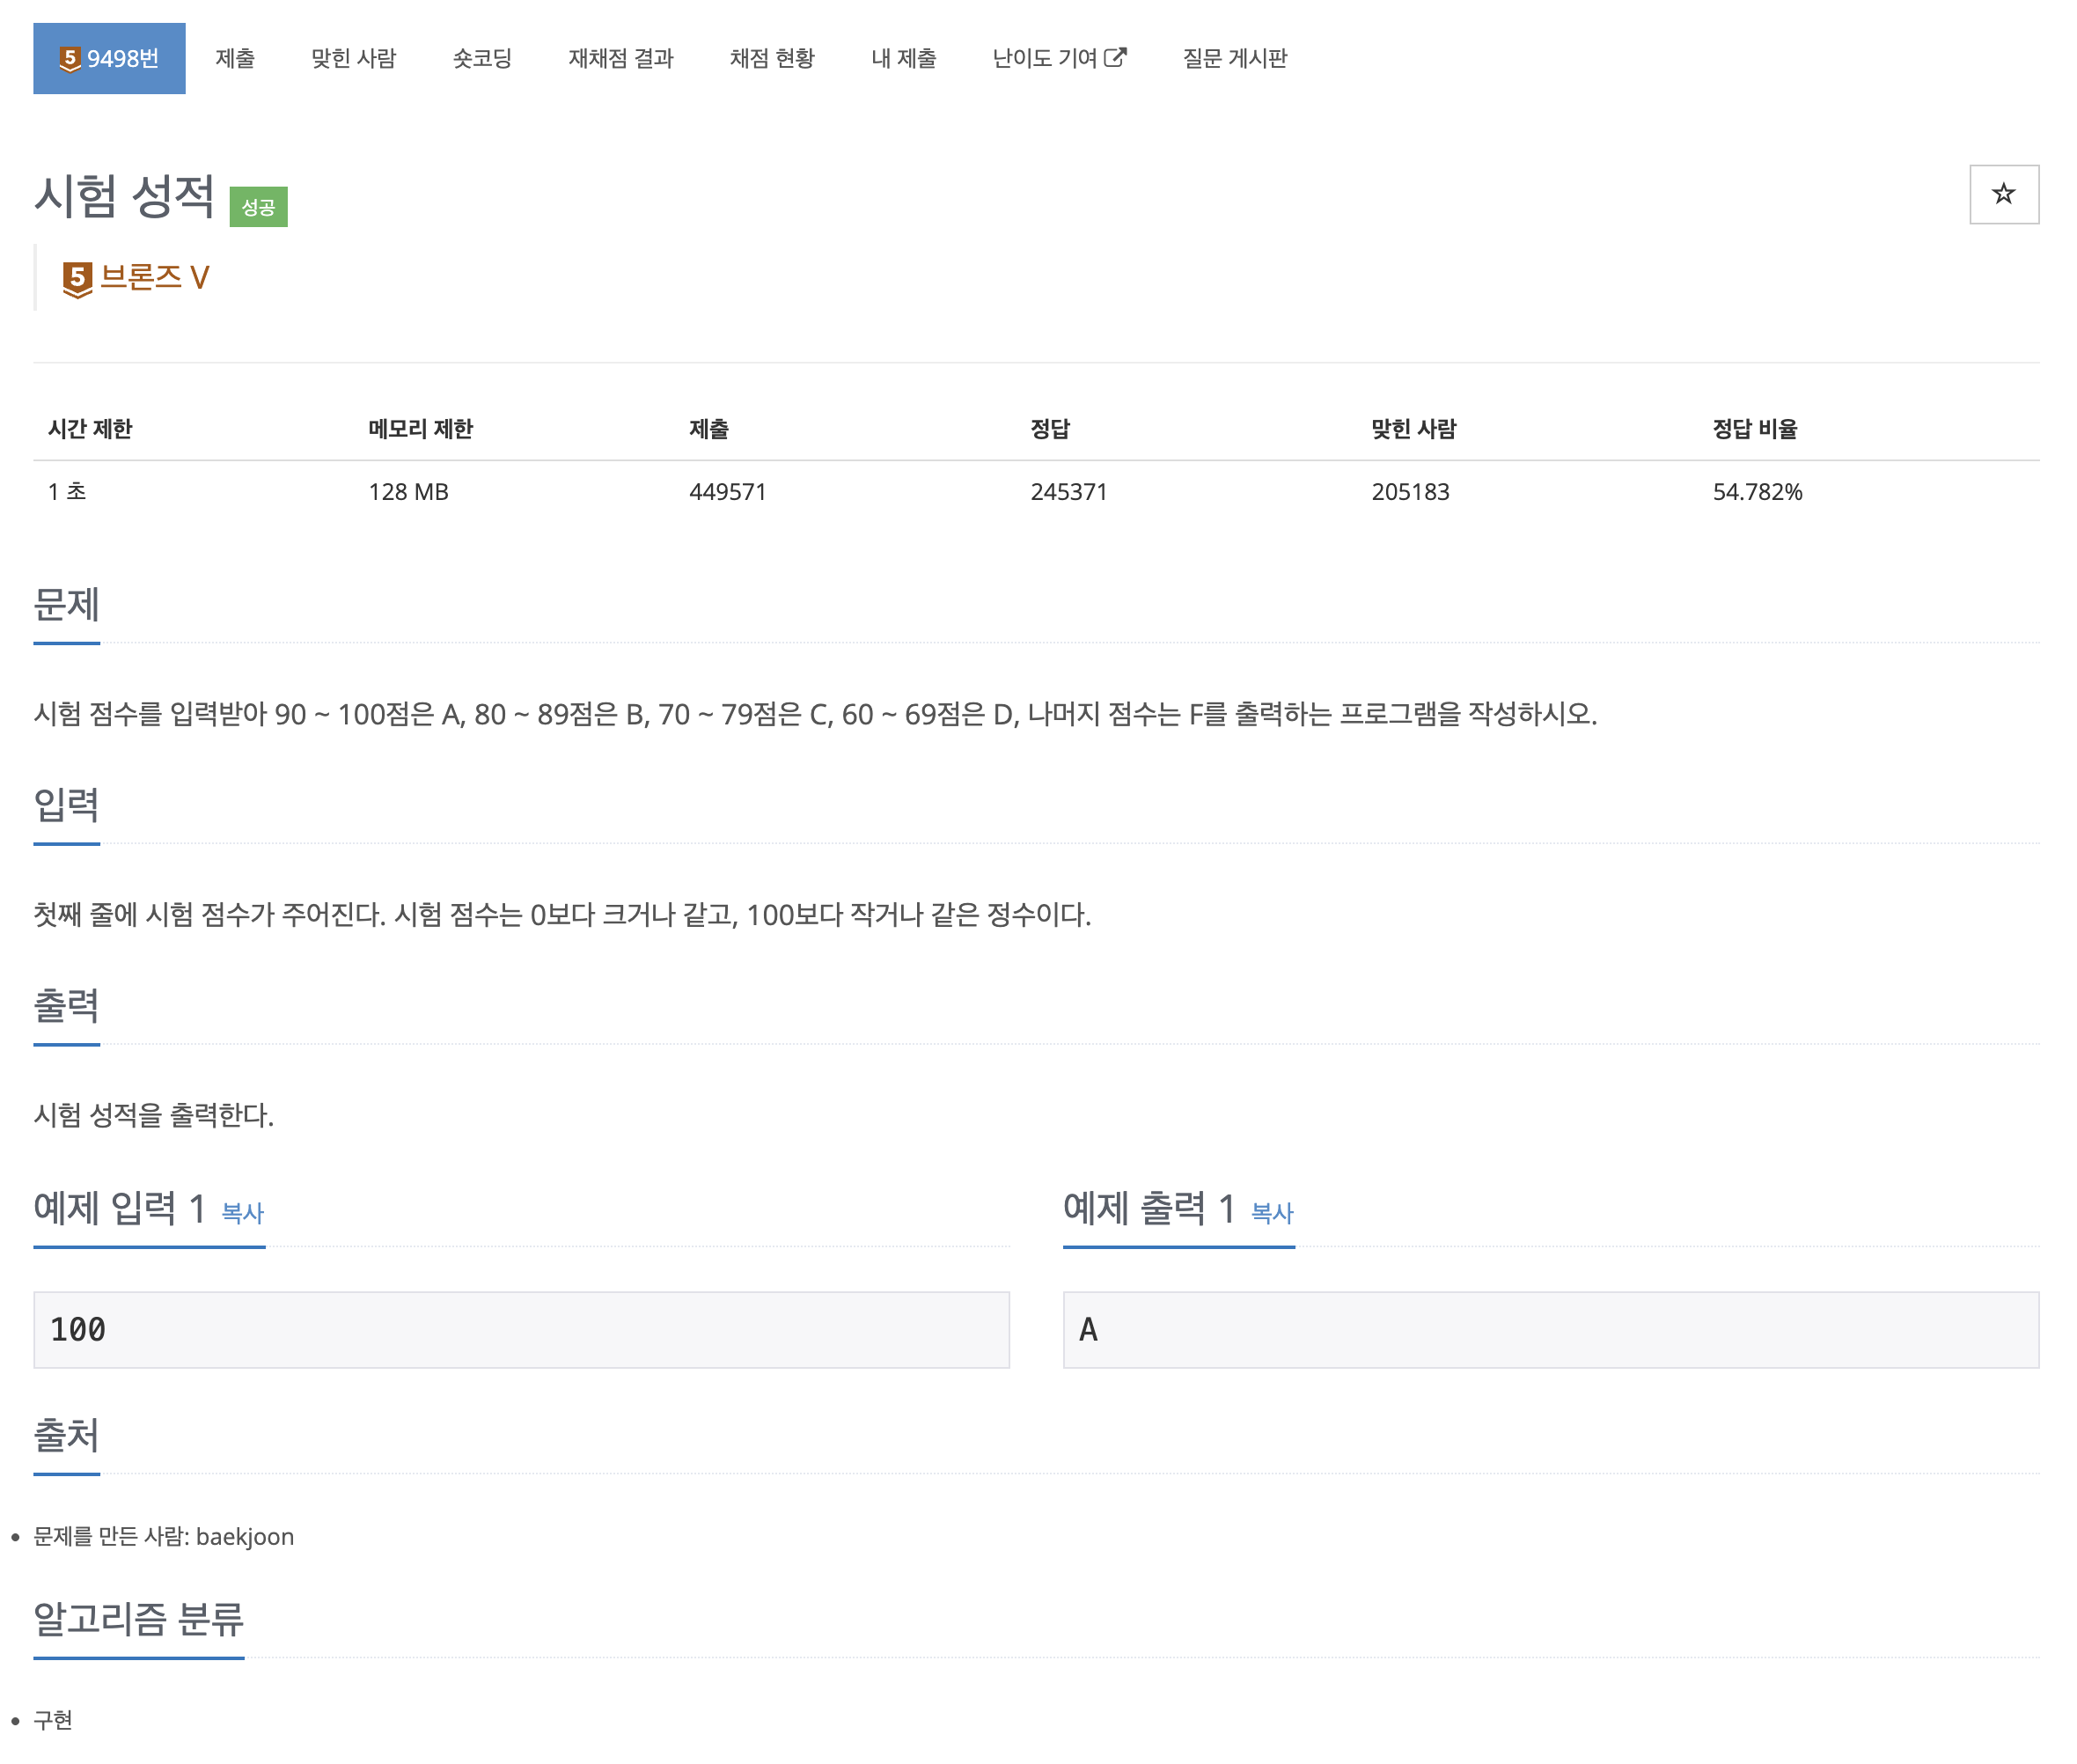 5 9498번 제출 맞힌 사람 숏코딩 재채점 결과 채점 현황 내 제출 난이도 기여 질문 게시판
시험 성적 성공
5 브론즈 V
시간 제한 메모리 제한 제출 정답 맞힌 사람 정답 비율
1 초 128 MB 449571 245371 205183 54.782%
문제
시험 점수를 입력받아 90 ~ 100점은 A, 80 ~ 89점은 B, 70 ~ 79점은 C, 60 ~ 69점은 D, 나머지 점수는 F를 출력하는 프로그램을 작성하시오.
입력
첫째 줄에 시험 점수가 주어진다. 시험 점수는 0보다 크거나 같고, 100보다 작거나 같은 정수이다.
출력
시험 성적을 출력한다.
예제 입력 1 복사 예제 출력 1 복사
100 A
출처
문제를 만든 사람: baekjoon
알고리즘 분류
구현